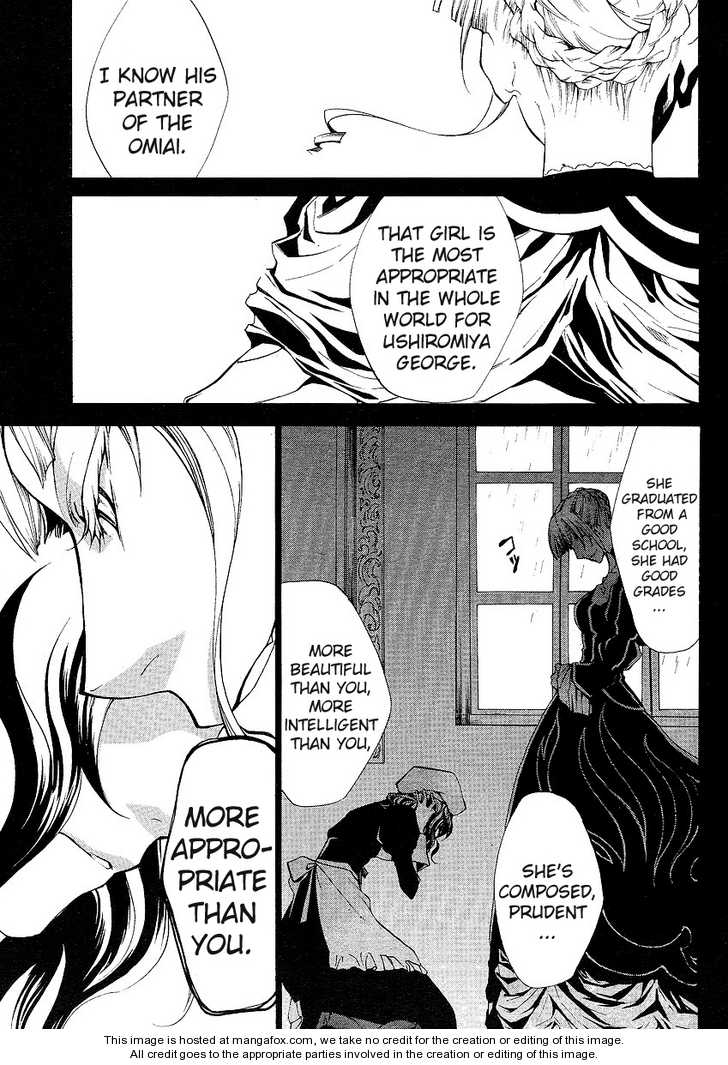 I KNOW HIS
PARTNER
OF THE
OMIAI.
THAT GIRL IS
THE MOST
APPROPRIATE
IN THE WHOLE
WORLD FOR
USHIROMIYA
GEORGE.
SHE
GRADUATED
FROM A
GOOD
SCHOOL,
SHE HAD
GOOD
GRADES
...
コツ
MORE
BEAUTIFUL
THAN YOU,
MORE
INTELLIGENT
THAN YOU,
SHE'S
COMPOSED,
PRUDENT
...
MORE
APPRO-
PRIATE
THAN
YOU.
This image is hosted at mangafox.com, we take no credit for the creation or editing of this image.
All credit goes to the appropriate parties involved in the creation or editing of this image.